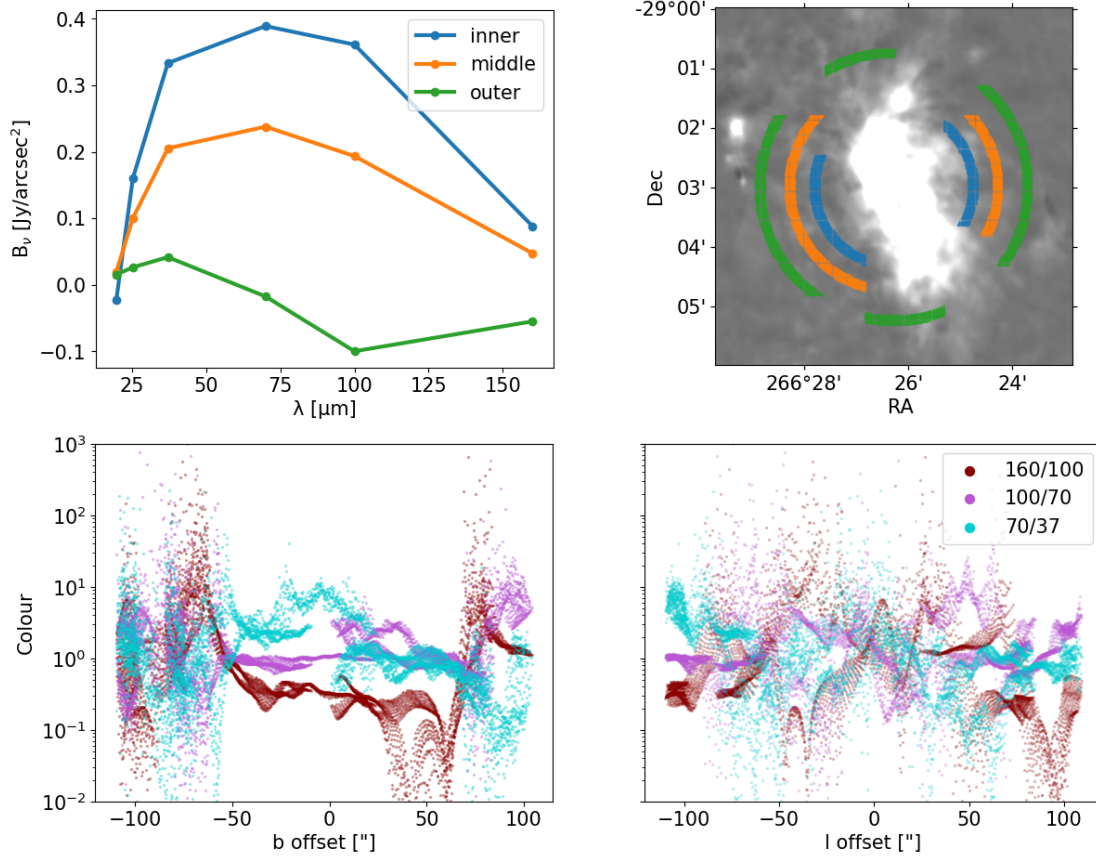 0.4
0.3
0.2
0.1
0.0
−0.1
B_ν [Jy/arcsec²]
inner
middle
outer
25 50 75 100 125 150
λ [μm]
-29°00'
01'
02'
03'
04'
05'
Dec
266°28' 26' 24'
RA
10³
10²
10¹
10⁰
10⁻¹
10⁻²
Colour
−100 −50 0 50 100
b offset ["]
160/100
100/70
70/37
−100 −50 0 50 100
l offset ["]